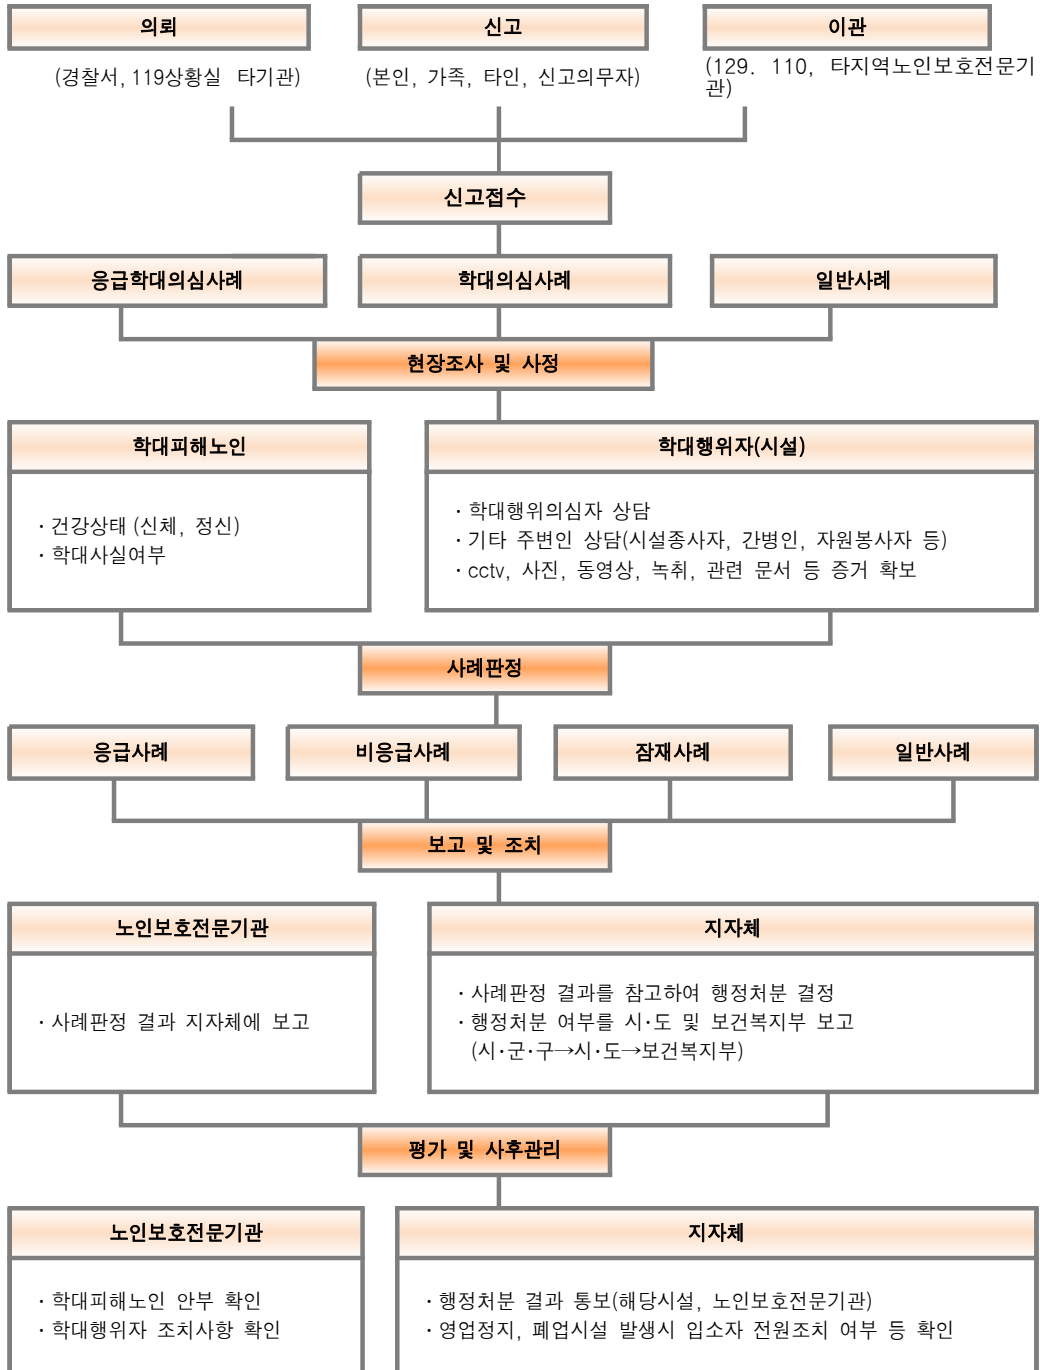 의뢰
신고
이관
(경찰서, 119상황실 타기관)
(본인, 가족, 타인, 신고의무자)
(129. 110, 타지역노인보호전문기
관)
신고접수
응급학대의심사례
학대의심사례
일반사례
현장조사 및 사정
학대피해노인
학대행위자(시설)
· 건강상태 (신체, 정신)
· 학대사실여부
· 학대행위의심자 상담
· 기타 주변인 상담(시설종사자, 간병인, 자원봉사자 등)
· cctv, 사진, 동영상, 녹취, 관련 문서 등 증거 확보
사례판정
응급사례
비응급사례
잠재사례
일반사례
보고 및 조치
노인보호전문기관
지자체
· 사례판정 결과 지자체에 보고
· 사례판정 결과를 참고하여 행정처분 결정
· 행정처분 여부를 시·도 및 보건복지부 보고
(시·군·구→시·도→보건복지부)
평가 및 사후관리
노인보호전문기관
지자체
· 학대피해노인 안부 확인
· 학대행위자 조치사항 확인
· 행정처분 결과 통보(해당시설, 노인보호전문기관)
· 영업정지, 폐업시설 발생시 입소자 전원조치 여부 등 확인